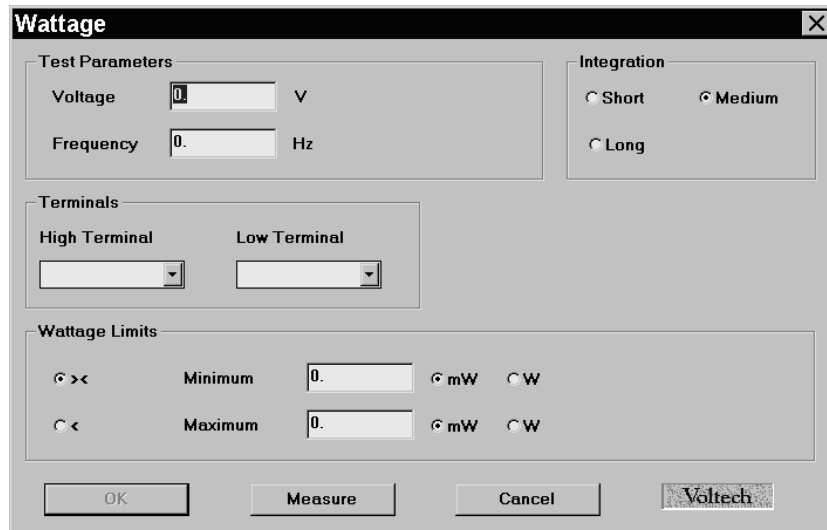 Wattage
Test Parameters
Voltage 0. V
Frequency 0. Hz
Integration
Short Medium
Long
Terminals
High Terminal Low Terminal
Wattage Limits
>< Minimum 0. mW W
< Maximum 0. mW W
OK Measure Cancel Voltech